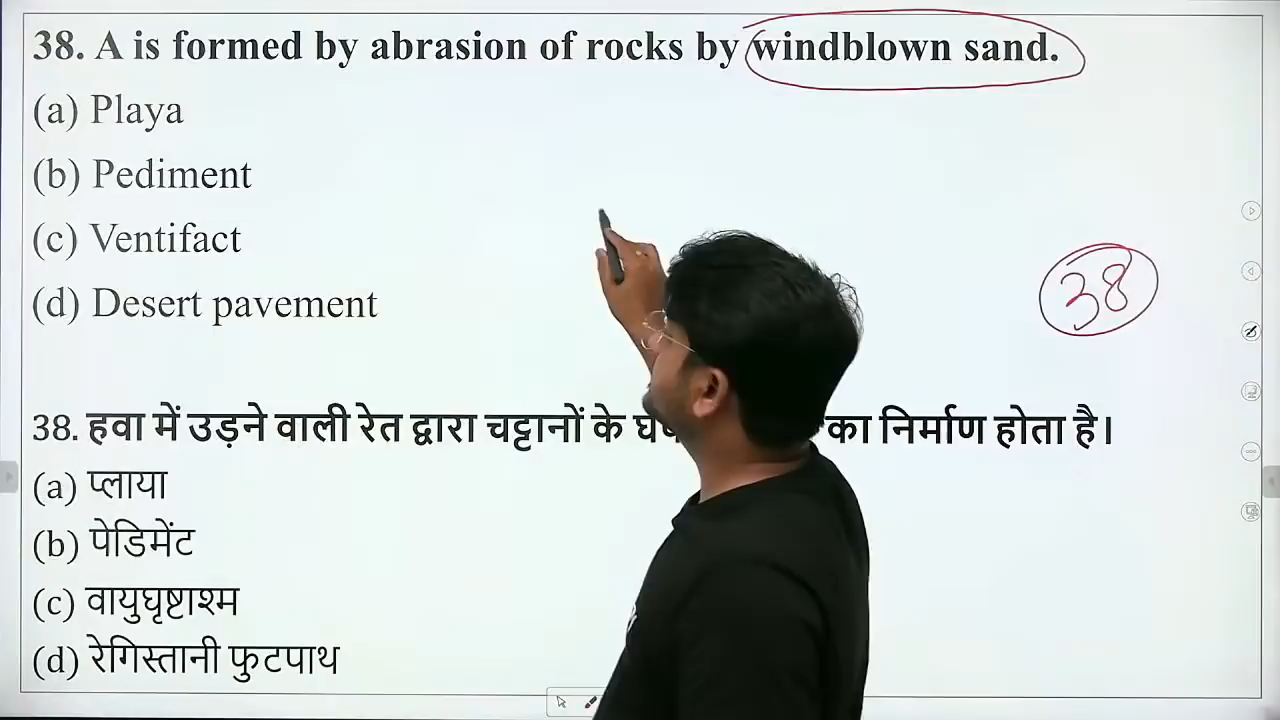 38. A is formed by abrasion of rocks by windblown sand.
(a) Playa
(b) Pediment
(c) Ventifact
(d) Desert pavement
38
38. हवा में उड़ने वाली रेत द्वारा चट्टानों के का निर्माण होता है।
(a) प्लाया
(b) पेडिमेंट
(c) वायुघृष्टाश्म
(d) रेगिस्तानी फुटपाथ